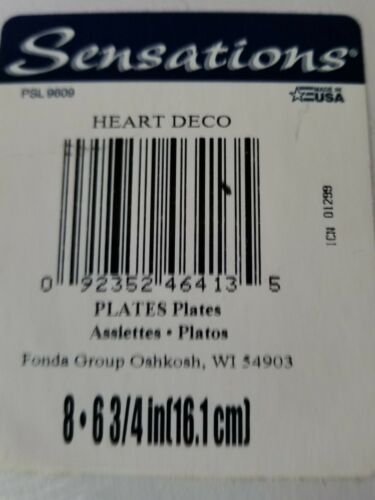 Sensations®
PSL 9609
MADE IN
USA
HEART DECO
ICN 01299
0 92352 46413 5
PLATES Plates
Assiettes • Platos
Fonda Group Oshkosh, WI 54903
8 • 6 3/4 in(16.1 cm)